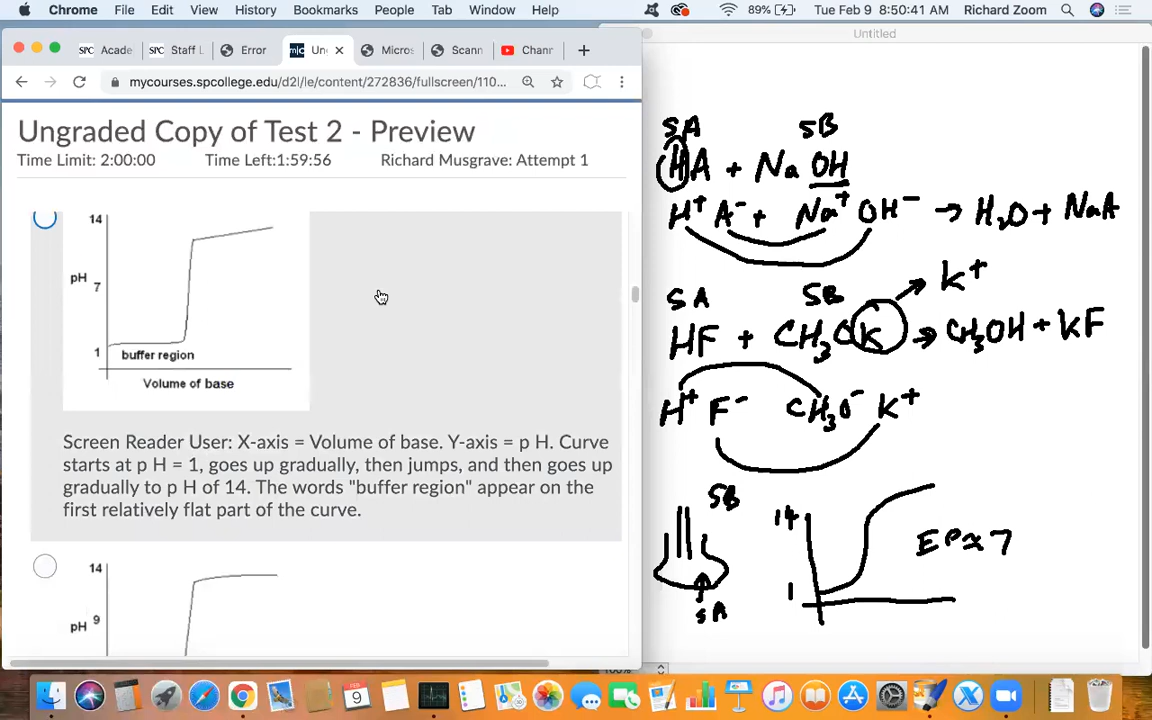 Chrome File Edit View History Bookmarks People Tab Window Help 89% Tue Feb 9 8:50:41 AM Richard Zoom
SPC Acade SPC Staff L Error Un Micros Scann Chann
Untitled
mycourses.spcollege.edu/d2l/le/content/272836/fullscreen/110...
Ungraded Copy of Test 2 - Preview
Time Limit: 2:00:00 Time Left:1:59:56 Richard Musgrave: Attempt 1
14
pH
7
1
buffer region
Volume of base
Screen Reader User: X-axis = Volume of base. Y-axis = p H. Curve
starts at p H = 1, goes up gradually, then jumps, and then goes up
gradually to p H of 14. The words "buffer region" appear on the
first relatively flat part of the curve.
14
pH 9
SA SB
HA + Na OH
H+ A- + Na+ OH- → H2O + NaA
K+
SA SB
HF + CH3OK → CH3OH + KF
H+ F- CH3O- K+
SB
14
EP≈7
1
SA